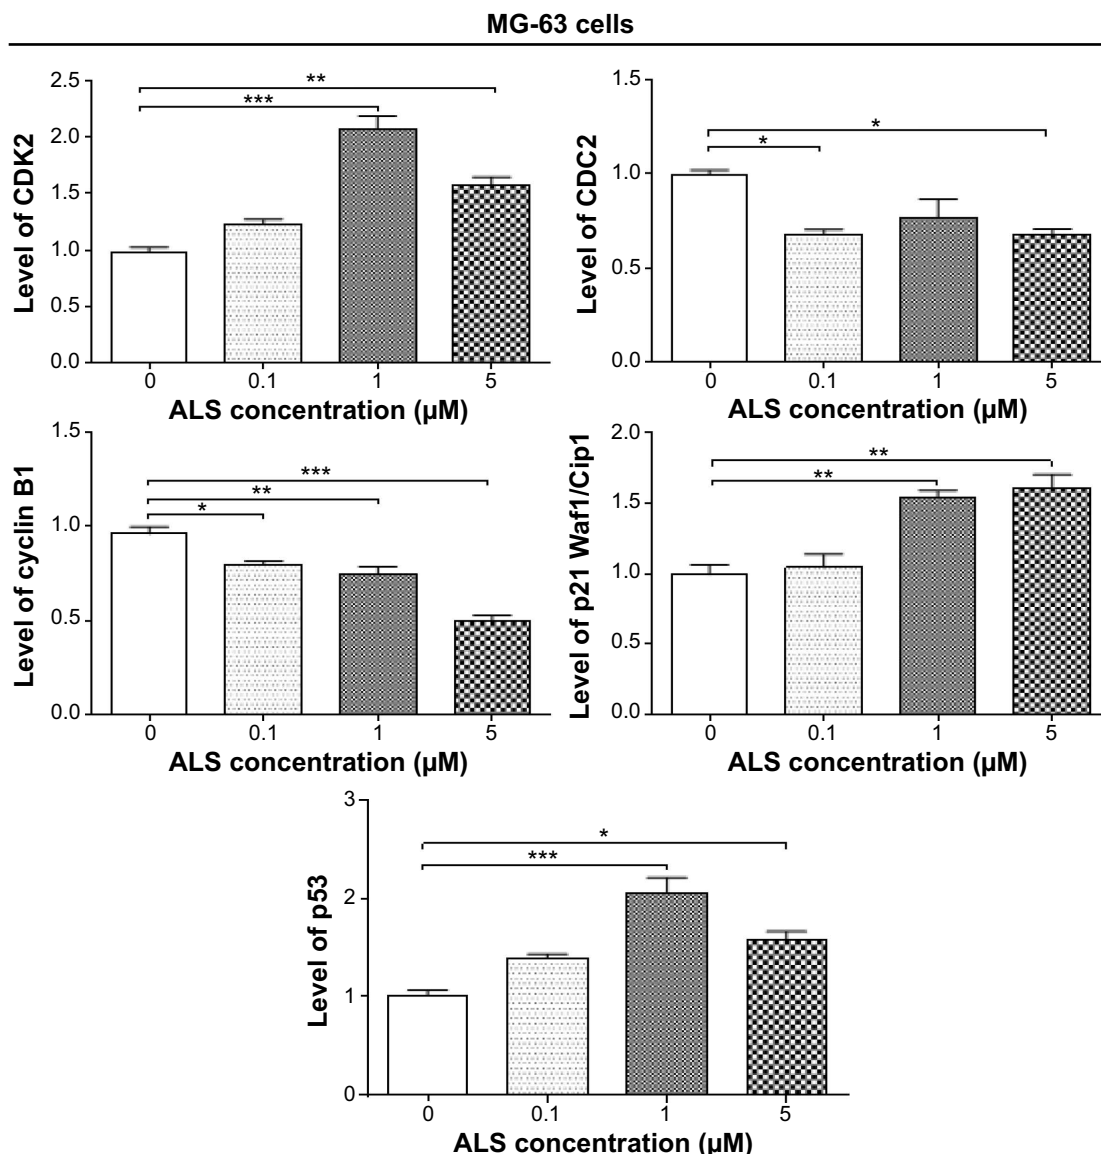 MG-63 cells
Level of CDK2
2.5
2.0
1.5
1.0
0.5
0.0
**
***
0 0.1 1 5
ALS concentration (µM)
Level of CDC2
1.5
1.0
0.5
0.0
*
*
0 0.1 1 5
ALS concentration (µM)
Level of cyclin B1
1.5
1.0
0.5
0.0
***
**
*
0 0.1 1 5
ALS concentration (µM)
Level of p21 Waf1/Cip1
2.0
1.5
1.0
0.5
0.0
**
**
0 0.1 1 5
ALS concentration (µM)
Level of p53
3
2
1
0
*
***
0 0.1 1 5
ALS concentration (µM)